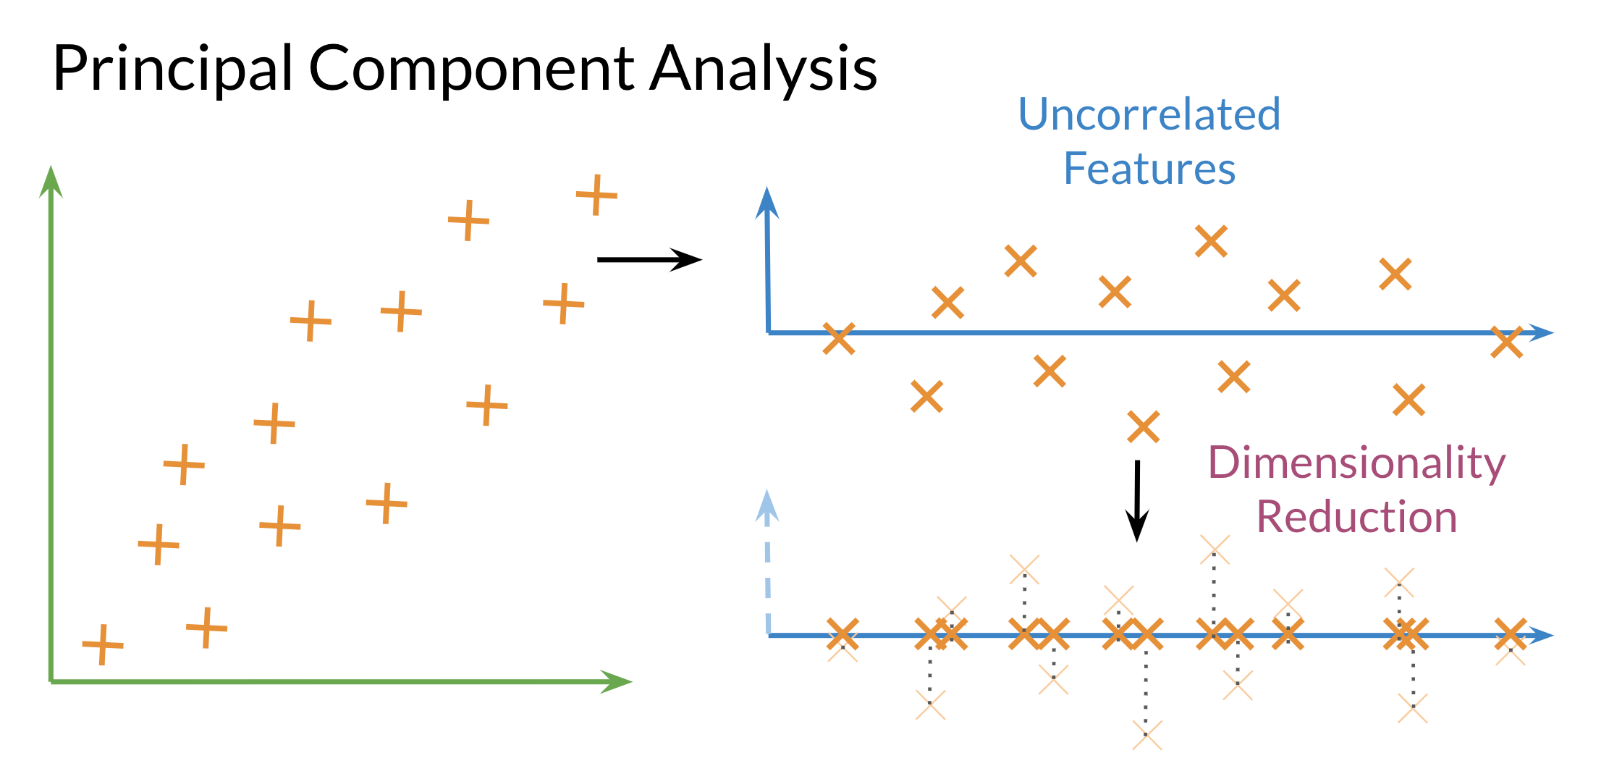 Principal Component Analysis
Uncorrelated
Features
Dimensionality
Reduction